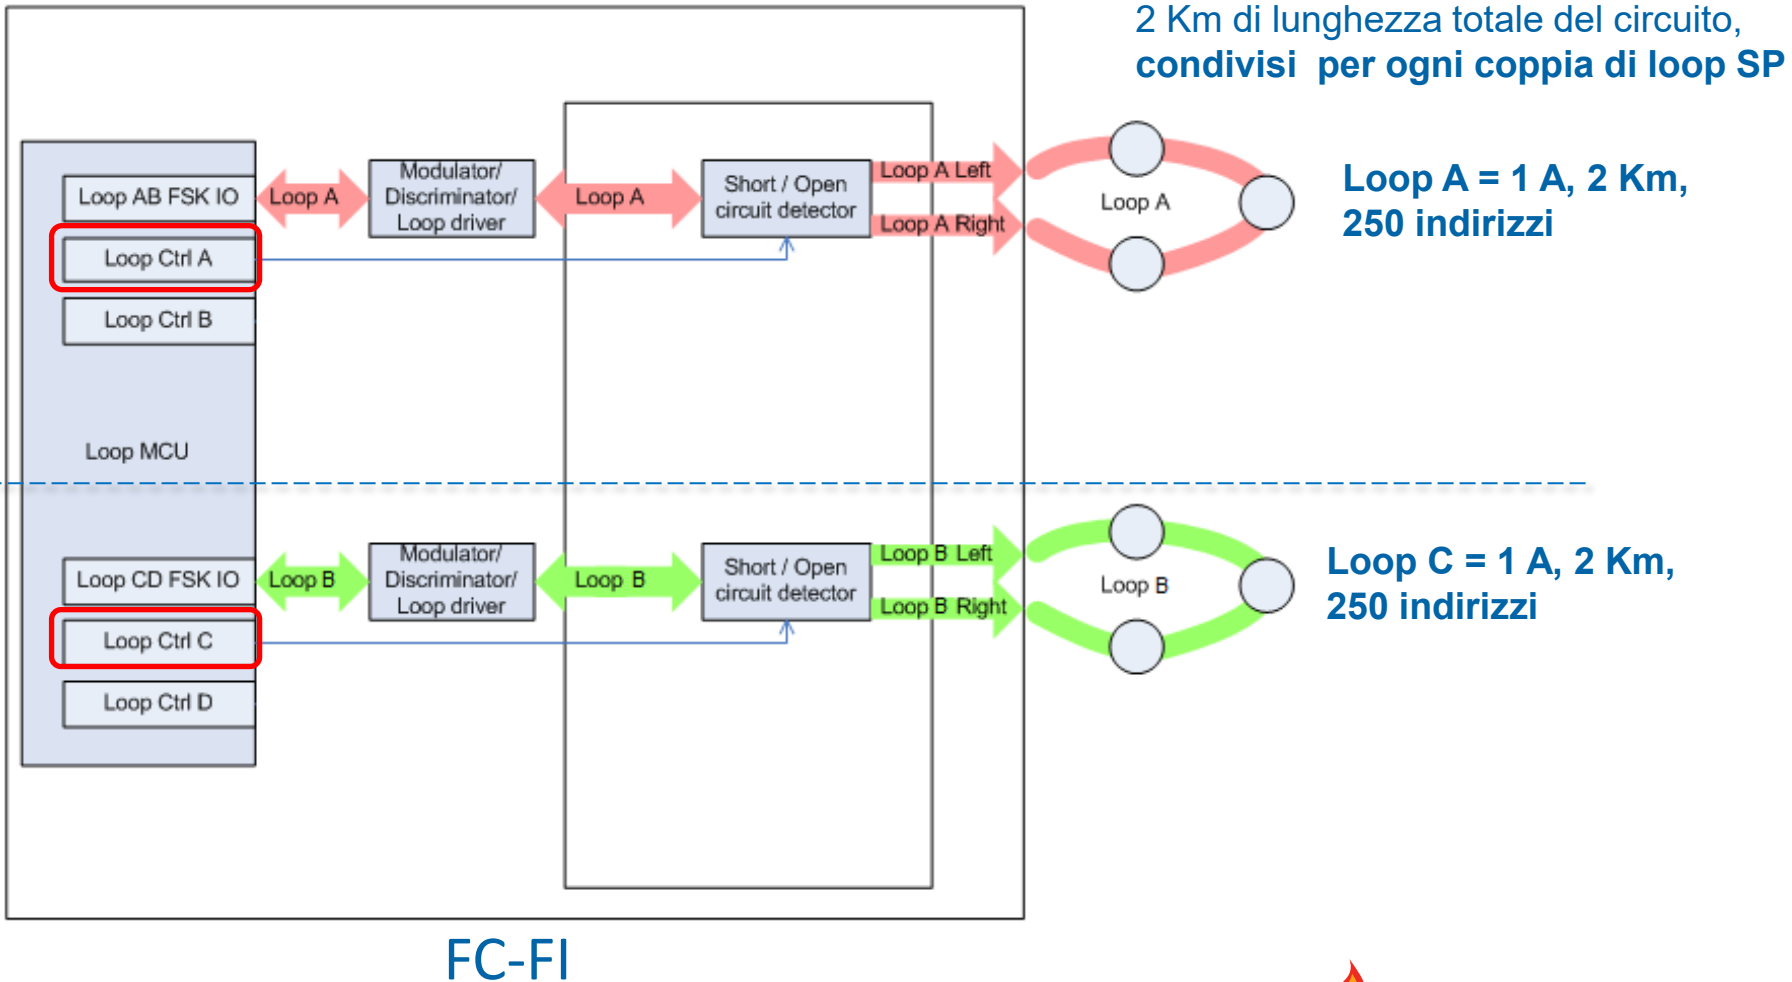 2 Km di lunghezza totale del circuito,
condivisi per ogni coppia di loop SP
Loop AB FSK IO
Loop A
Modulator/
Discriminator/
Loop driver
Loop A
Short / Open
circuit detector
Loop A Left
Loop A Right
Loop A
Loop A = 1 A, 2 Km,
250 indirizzi
Loop Ctrl A
Loop Ctrl B
Loop MCU
Loop CD FSK IO
Loop B
Modulator/
Discriminator/
Loop driver
Loop B
Short / Open
circuit detector
Loop B Left
Loop B Right
Loop B
Loop C = 1 A, 2 Km,
250 indirizzi
Loop Ctrl C
Loop Ctrl D
FC-FI